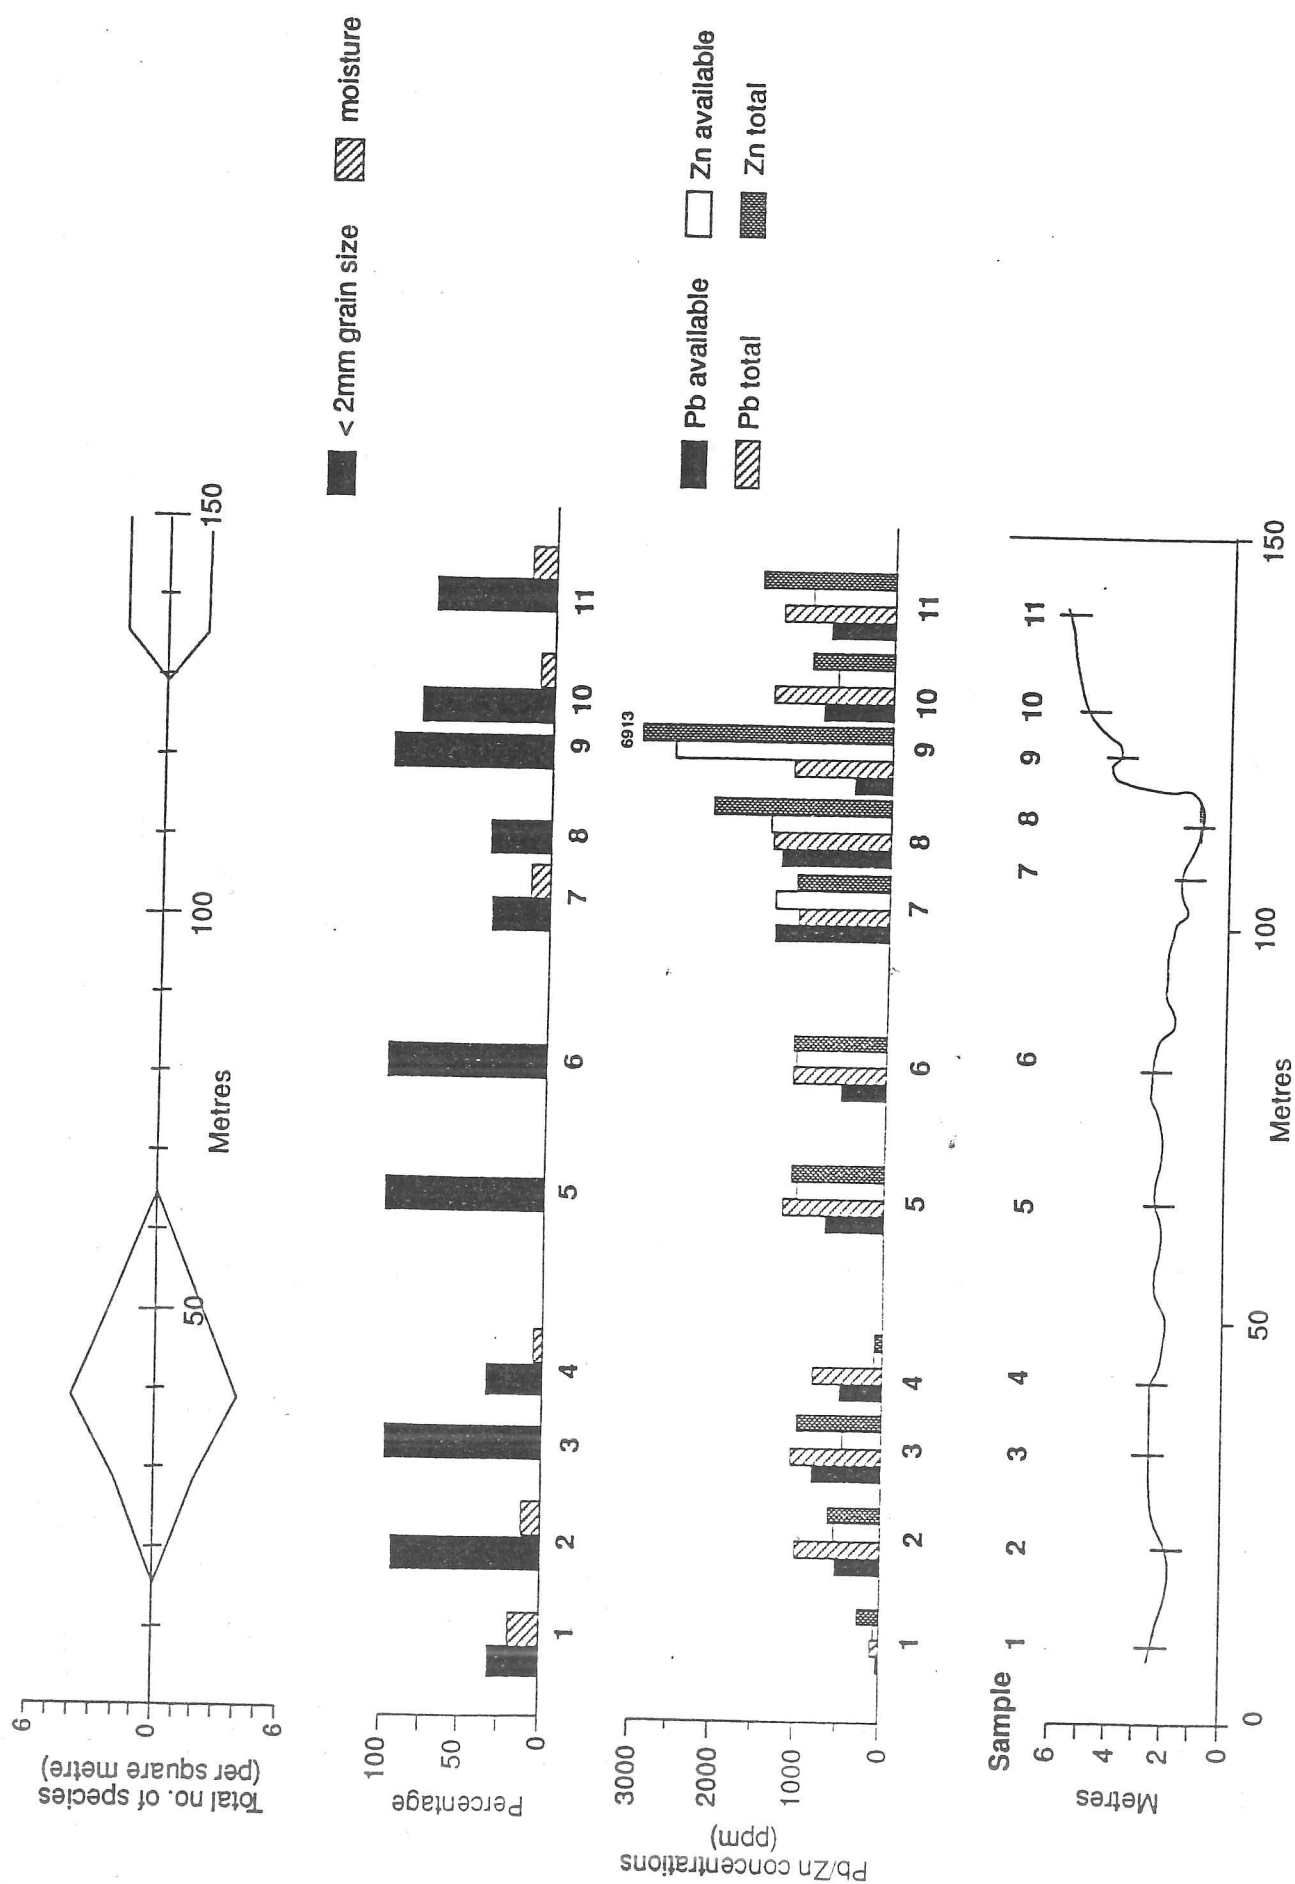 Total no. of species
(per square metre)
6
0
6
50
100
150
Metres
< 2mm grain size
moisture
Percentage
100
50
0
1 2 3 4 5 6 7 8 9 10 11
Pb available
Zn available
Pb total
Zn total
Pb/Zn concentrations
(ppm)
3000
2000
1000
0
6913
1 2 3 4 5 6 7 8 9 10 11
Sample 1 2 3 4 5 6 7 8 9 10 11
Metres
6
4
2
0
0 50 100 150
Metres